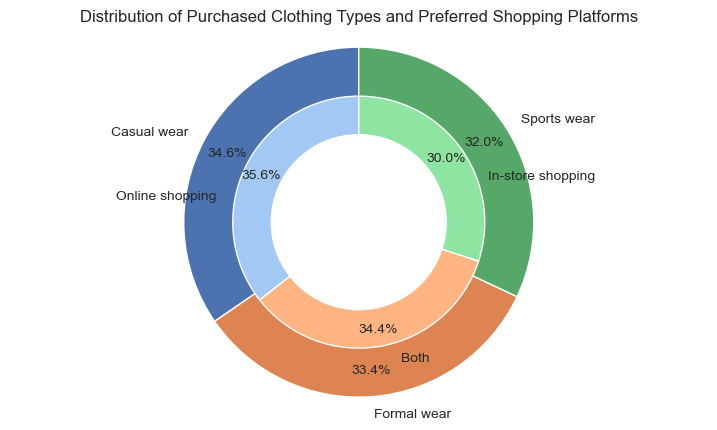 Distribution of Purchased Clothing Types and Preferred Shopping Platforms
Sports wear
Casual wear
32.0%
34.6%
30.0%
35.6%
In-store shopping
Online shopping
34.4%
Both
33.4%
Formal wear